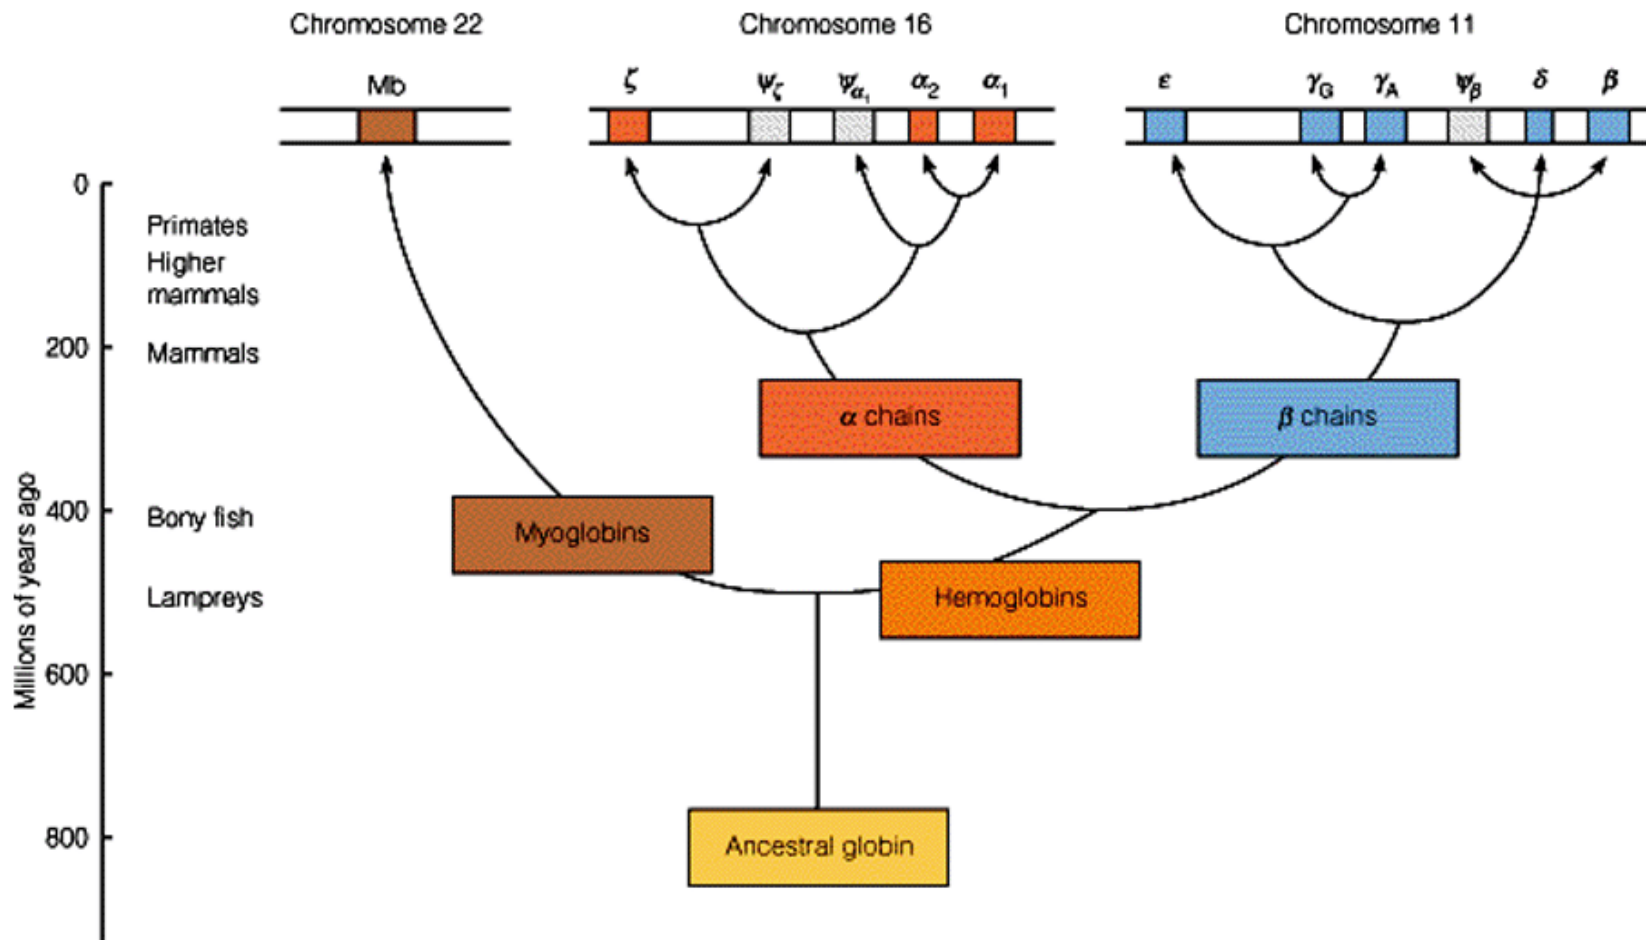 Chromosome 22 Chromosome 16 Chromosome 11
Mb ζ ψζ ψα₁ α₂ α₁ ε γG γA ψβ δ β
0
Primates
Higher
mammals
200
Mammals
α chains β chains
400
Bony fish
Myoglobins
Lampreys
Hemoglobins
600
800
Ancestral globin
Millions of years ago